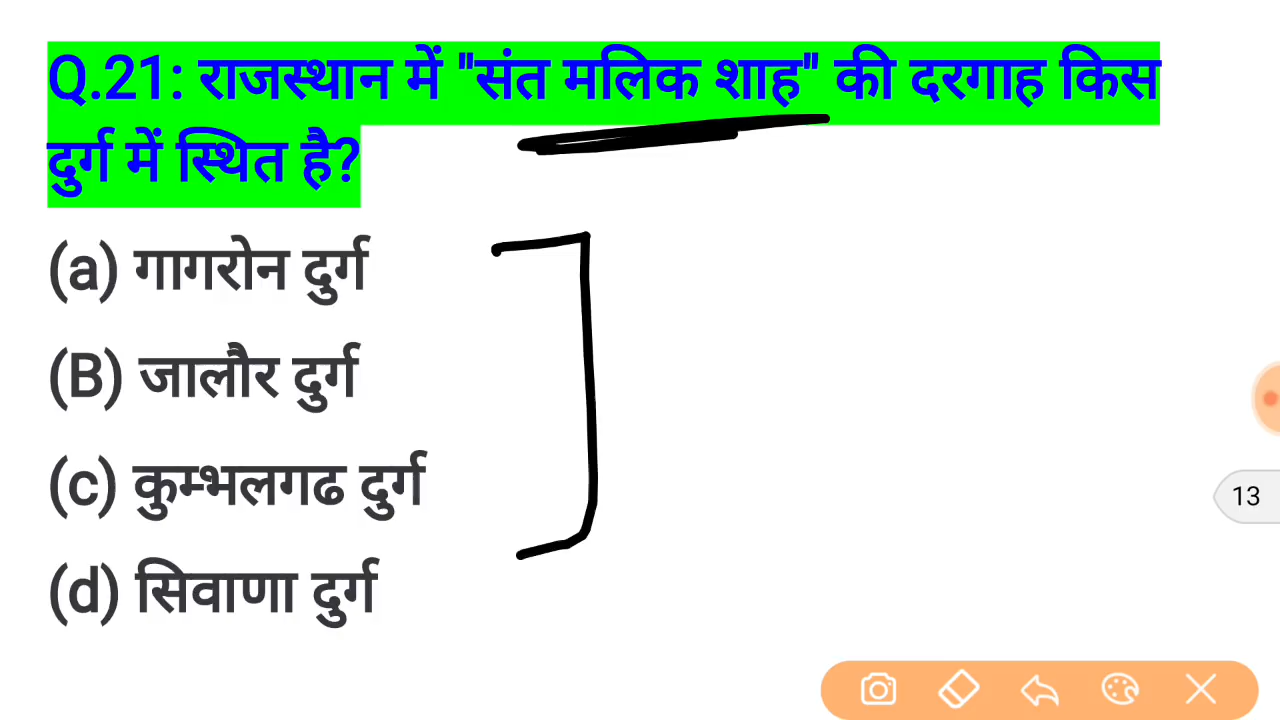 Q.21: राजस्थान में "संत मलिक शाह" की दरगाह किस
दुर्ग में स्थित है?
(a) गागरोन दुर्ग
(B) जालौर दुर्ग
(c) कुम्भलगढ दुर्ग
(d) सिवाणा दुर्ग
13